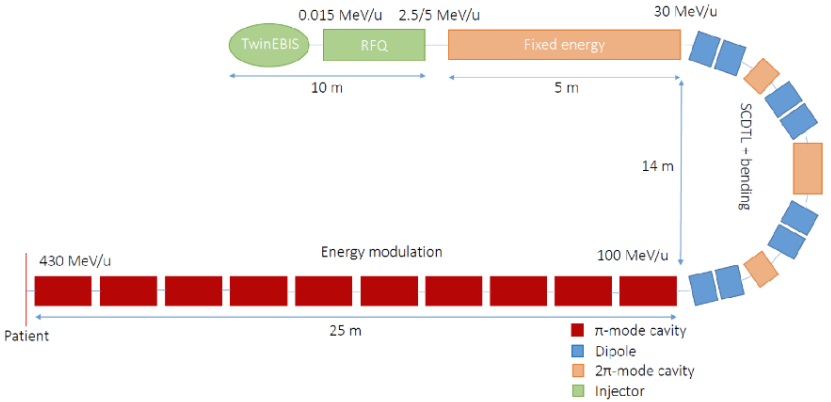 0.015 MeV/u
2.5/5 MeV/u
30 MeV/u
TwinEBIS
RFQ
Fixed energy
10 m
5 m
SCDTL + bending
14 m
Energy modulation
430 MeV/u
100 MeV/u
25 m
Patient
π-mode cavity
Dipole
2π-mode cavity
Injector